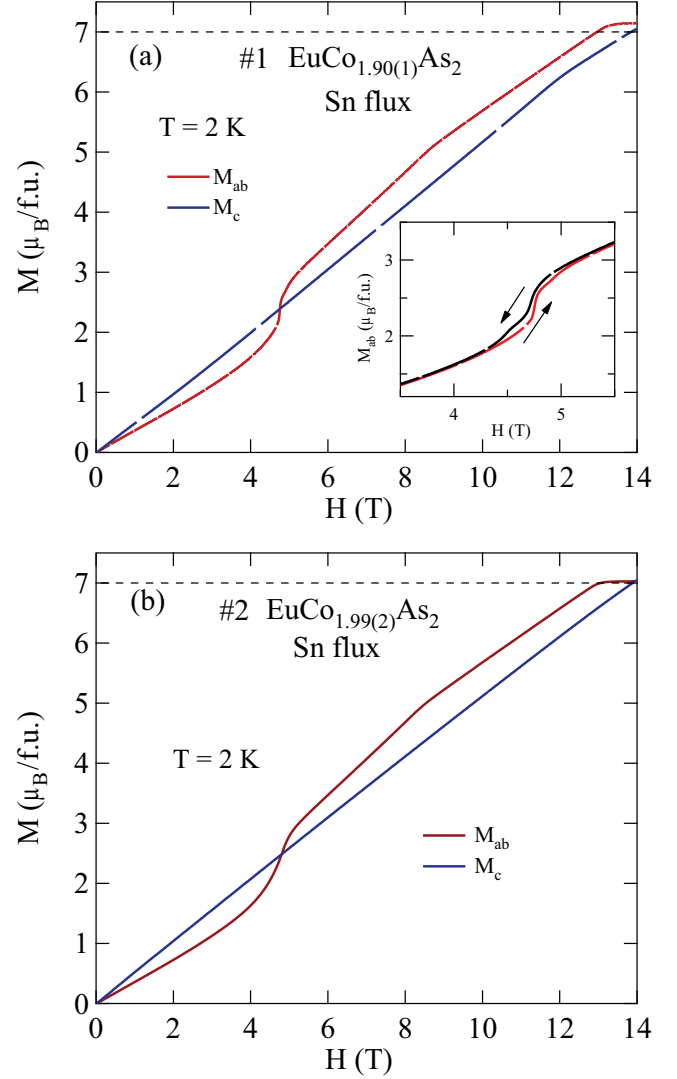 (a)
#1 EuCo1.90(1)As2
Sn flux
T = 2 K
Mab
Mc
M (μB/f.u.)
7
6
5
4
3
2
1
0
0 2 4 6 8 10 12 14
H (T)
Mab (μB/f.u.)
3
2
4 5
H (T)
(b)
#2 EuCo1.99(2)As2
Sn flux
T = 2 K
Mab
Mc
M (μB/f.u.)
7
6
5
4
3
2
1
0
0 2 4 6 8 10 12 14
H (T)